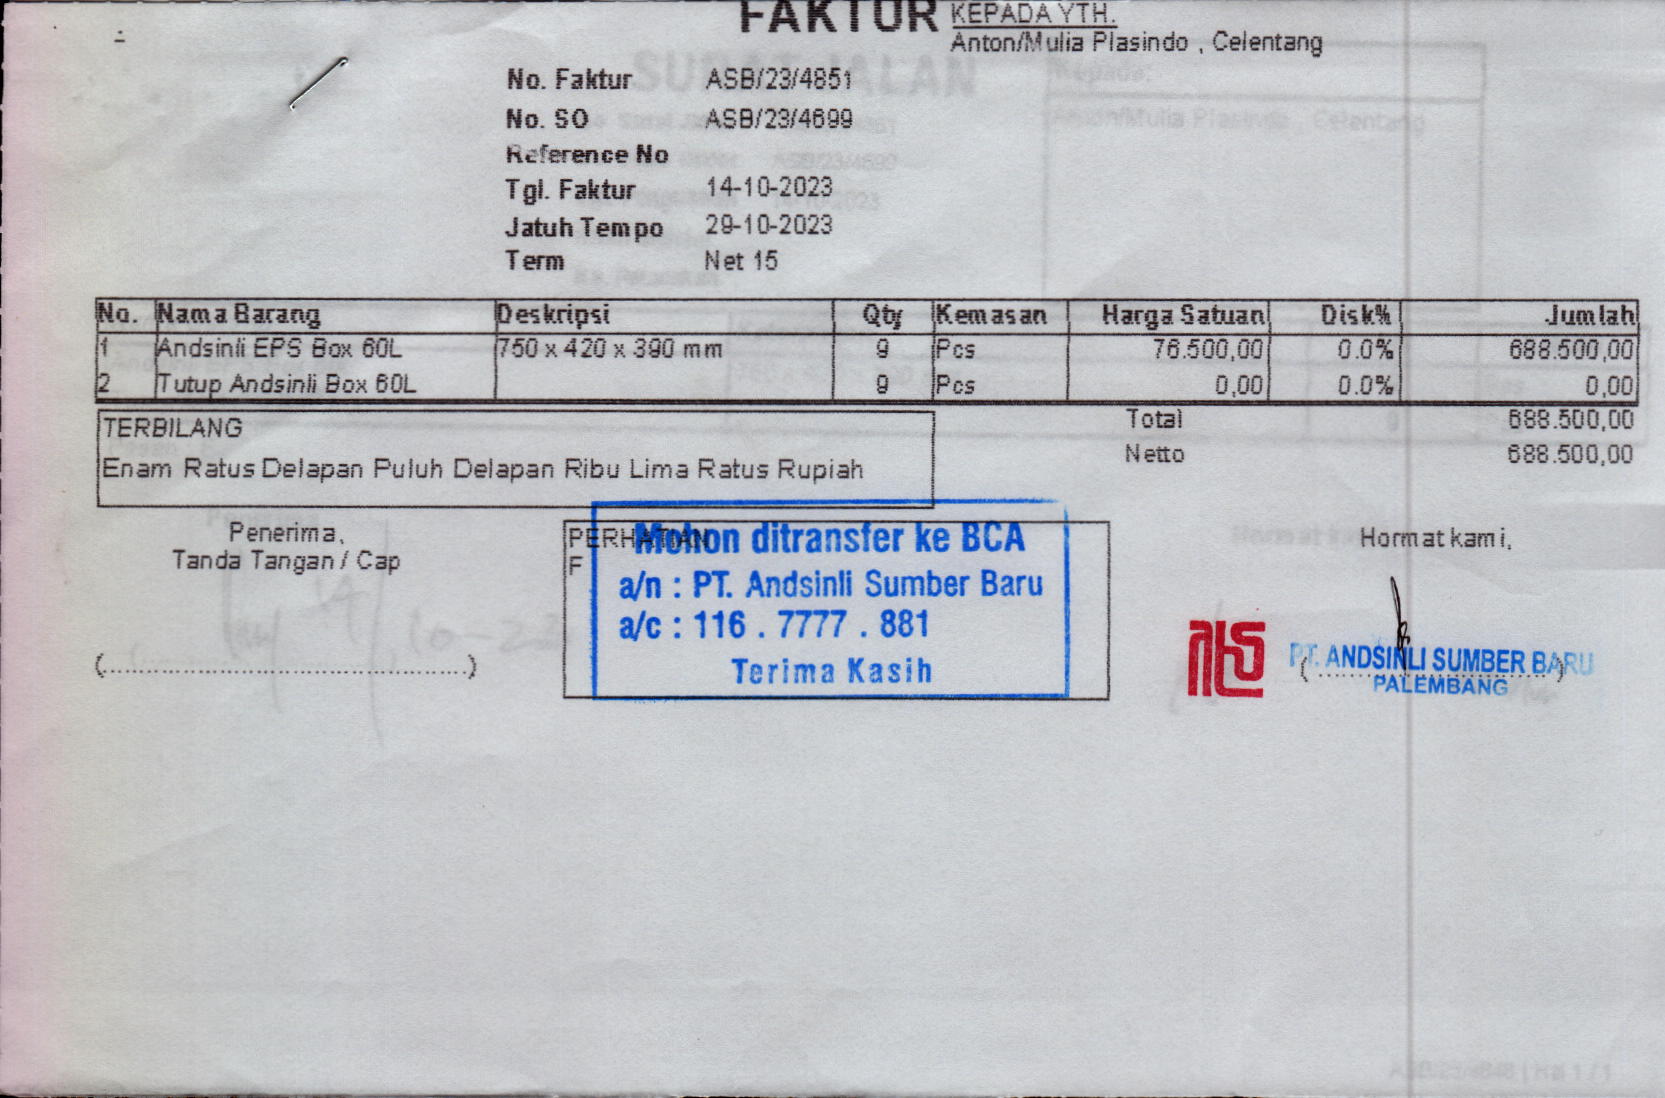 FAKTUR
KEPADA YTH.
Anton/Mulia Plasindo , Celentang
No. Faktur ASB/23/4851
No. SO ASB/23/4699
Reference No
Tgl. Faktur 14-10-2023
Jatuh Tempo 29-10-2023
Term Net 15
No. Nama Barang Deskripsi Qty Kemasan Harga Satuan Disk% Jumlah
1 Andsinli EPS Box 60L 750 x 420 x 390 mm 9 Pcs 76.500,00 0.0% 688.500,00
2 Tutup Andsinli Box 60L 9 Pcs 0,00 0.0% 0,00
TERBILANG
Enam Ratus Delapan Puluh Delapan Ribu Lima Ratus Rupiah
Total 688.500,00
Netto 688.500,00
Penerima,
Tanda Tangan / Cap
(........................................)
PERHATIAN
F
Mohon ditransfer ke BCA
a/n : PT. Andsinli Sumber Baru
a/c : 116 . 7777 . 881
Terima Kasih
Hormat kami,
PT. ANDSINLI SUMBER BARU
PALEMBANG